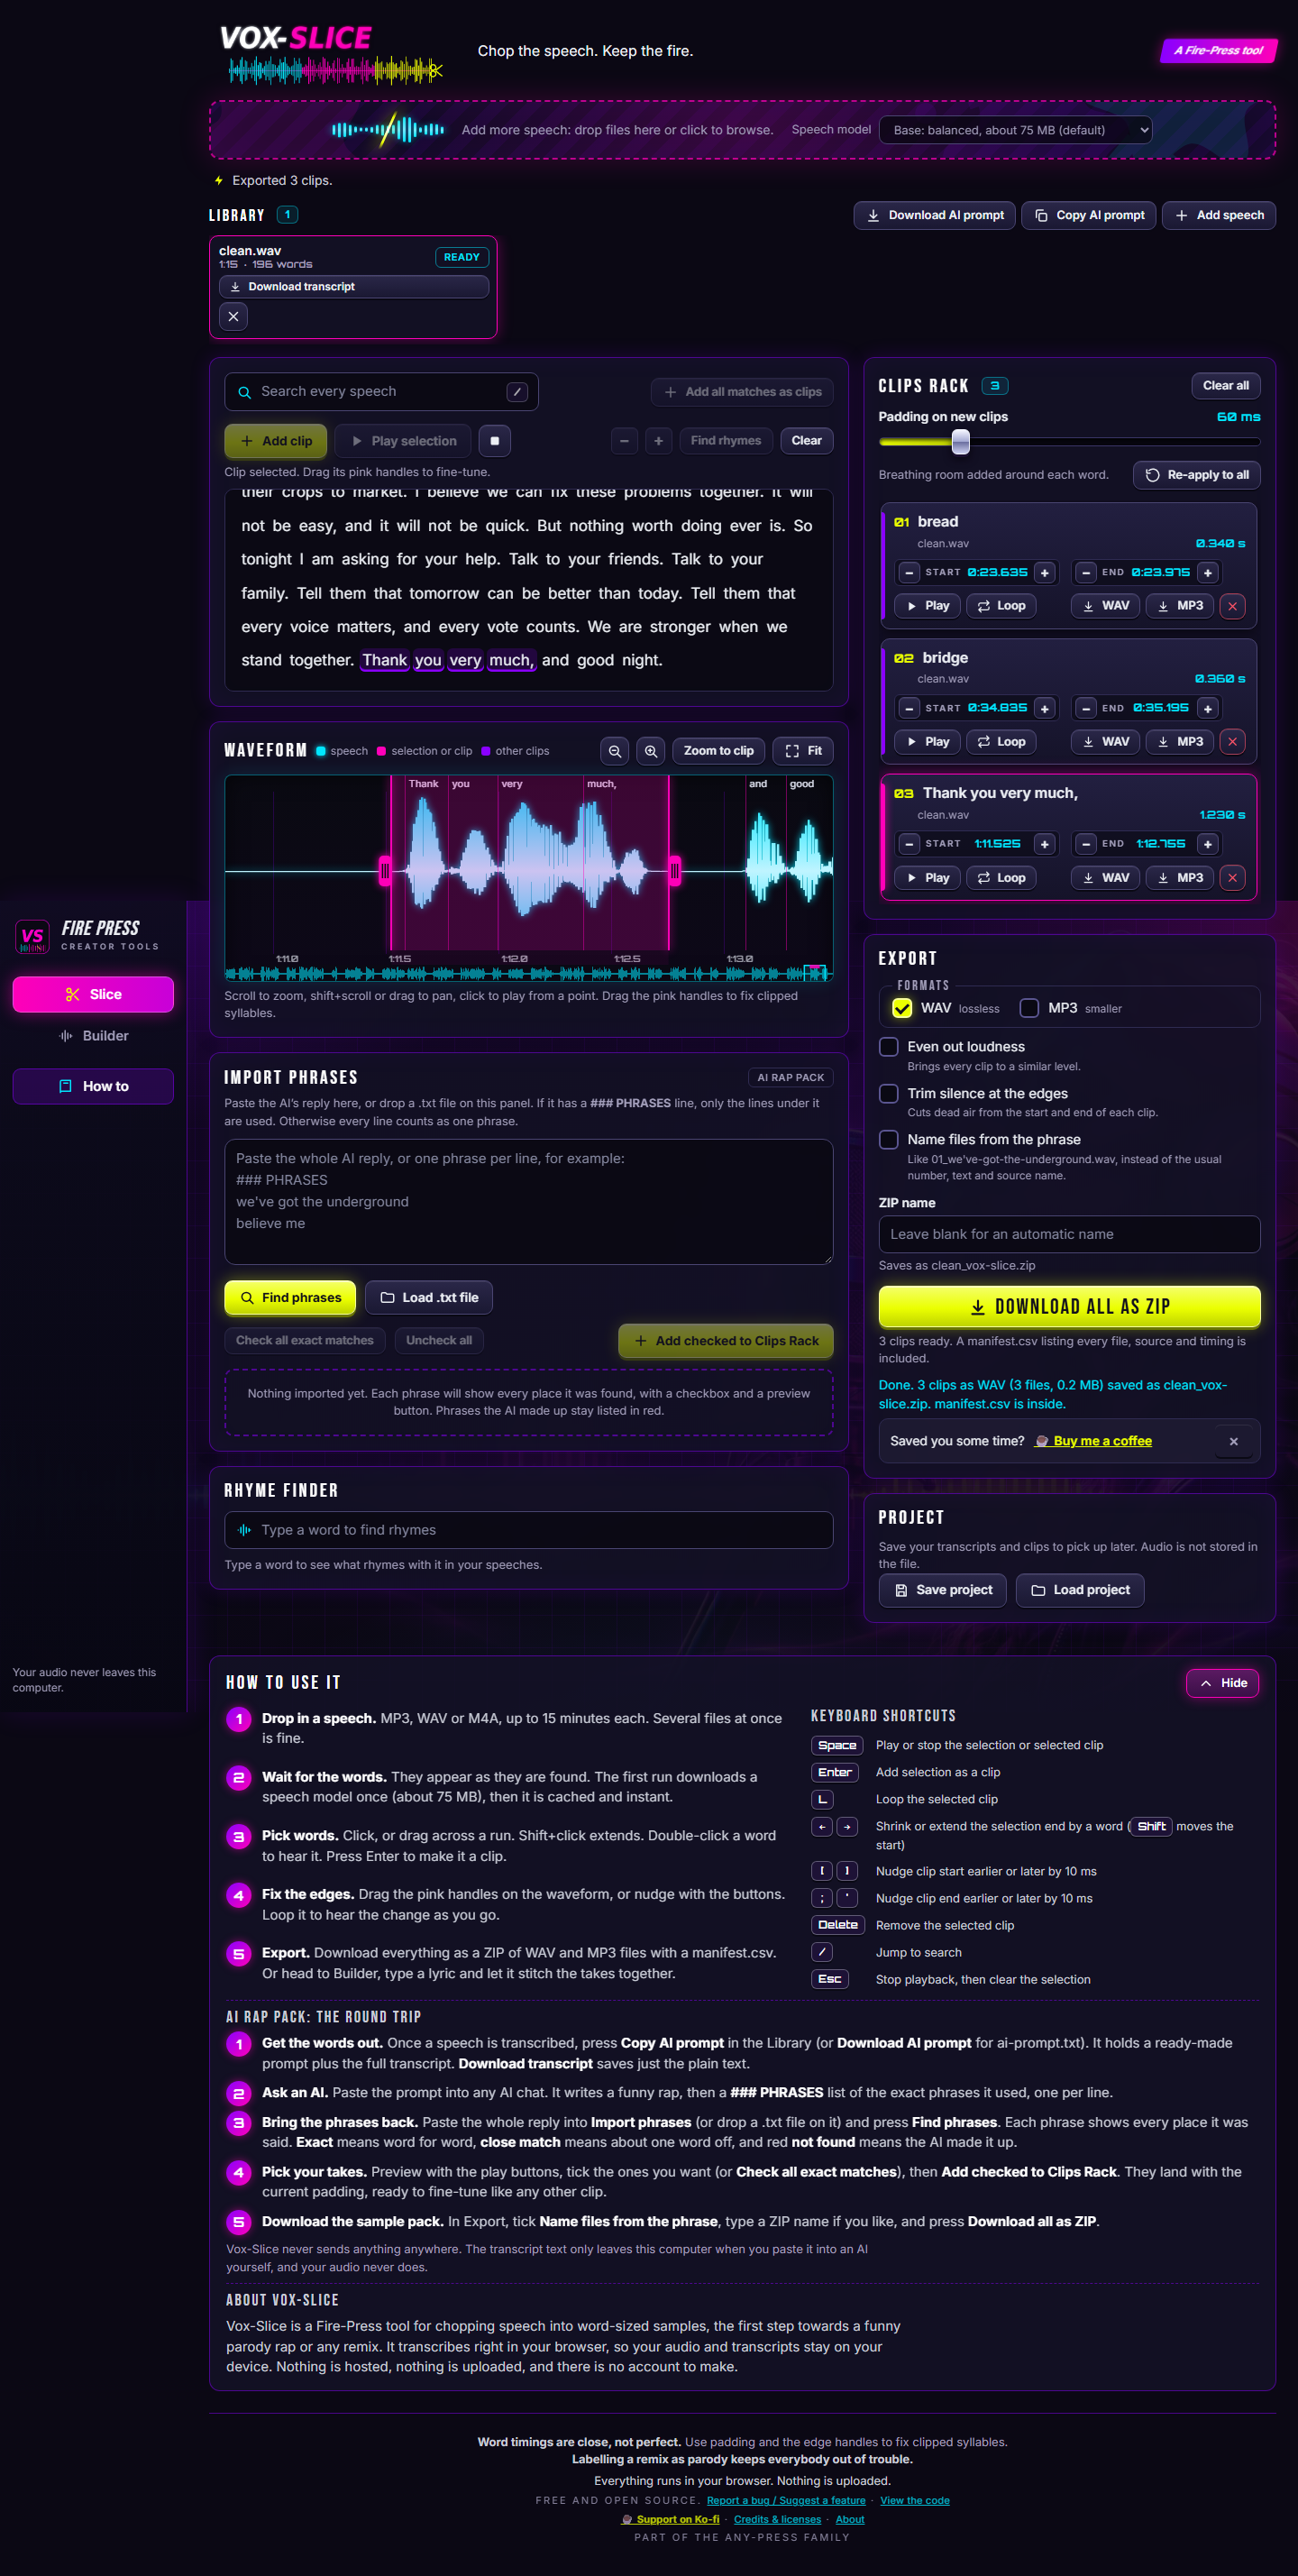 VOX-SLICE
Chop the speech. Keep the fire.
A Fire-Press tool
Add more speech: drop files here or click to browse.
Speech model
Base: balanced, about 75 MB (default)
Exported 3 clips.
LIBRARY 1
Download AI prompt
Copy AI prompt
Add speech
clean.wav
1:15 · 196 words
READY
Download transcript
Search every speech
/
Add all matches as clips
Add clip
Play selection
Find rhymes
Clear
Clip selected. Drag its pink handles to fine-tune.
their crops to market. I believe we can fix these problems together. It will
not be easy, and it will not be quick. But nothing worth doing ever is. So
tonight I am asking for your help. Talk to your friends. Talk to your
family. Tell them that tomorrow can be better than today. Tell them that
every voice matters, and every vote counts. We are stronger when we
stand together. Thank you very much, and good night.
WAVEFORM
speech
selection or clip
other clips
Zoom to clip
Fit
Thank you very much, and good
1:11.0 1:11.5 1:12.0 1:12.5 1:13.0
Scroll to zoom, shift+scroll or drag to pan, click to play from a point. Drag the pink handles to fix clipped
syllables.
IMPORT PHRASES
AI RAP PACK
Paste the AI's reply here, or drop a .txt file on this panel. If it has a ### PHRASES line, only the lines under it
are used. Otherwise every line counts as one phrase.
Paste the whole AI reply, or one phrase per line, for example:
### PHRASES
we've got the underground
believe me
Find phrases
Load .txt file
Check all exact matches
Uncheck all
Add checked to Clips Rack
Nothing imported yet. Each phrase will show every place it was found, with a checkbox and a preview
button. Phrases the AI made up stay listed in red.
RHYME FINDER
Type a word to find rhymes
Type a word to see what rhymes with it in your speeches.
CLIPS RACK 3
Clear all
Padding on new clips
60 ms
Breathing room added around each word.
Re-apply to all
01 bread
clean.wav
0.340 s
START 0:23.635
END 0:23.975
Play
Loop
WAV
MP3
02 bridge
clean.wav
0.360 s
START 0:34.835
END 0:35.195
Play
Loop
WAV
MP3
03 Thank you very much,
clean.wav
1.230 s
START 1:11.525
END 1:12.755
Play
Loop
WAV
MP3
EXPORT
FORMATS
WAV lossless
MP3 smaller
Even out loudness
Brings every clip to a similar level.
Trim silence at the edges
Cuts dead air from the start and end of each clip.
Name files from the phrase
Like 01_we've-got-the-underground.wav, instead of the usual
number, text and source name.
ZIP name
Leave blank for an automatic name
Saves as clean_vox-slice.zip
DOWNLOAD ALL AS ZIP
3 clips ready. A manifest.csv listing every file, source and timing is
included.
Done. 3 clips as WAV (3 files, 0.2 MB) saved as clean_vox-
slice.zip. manifest.csv is inside.
Saved you some time?
Buy me a coffee
PROJECT
Save your transcripts and clips to pick up later. Audio is not stored in
the file.
Save project
Load project
VS
FIRE PRESS
CREATOR TOOLS
Slice
Builder
How to
Your audio never leaves this
computer.
HOW TO USE IT
Hide
1 Drop in a speech. MP3, WAV or M4A, up to 15 minutes each. Several files at once
is fine.
2 Wait for the words. They appear as they are found. The first run downloads a
speech model once (about 75 MB), then it is cached and instant.
3 Pick words. Click, or drag across a run. Shift+click extends. Double-click a word
to hear it. Press Enter to make it a clip.
4 Fix the edges. Drag the pink handles on the waveform, or nudge with the buttons.
Loop it to hear the change as you go.
5 Export. Download everything as a ZIP of WAV and MP3 files with a manifest.csv.
Or head to Builder, type a lyric and let it stitch the takes together.
KEYBOARD SHORTCUTS
Space Play or stop the selection or selected clip
Enter Add selection as a clip
L Loop the selected clip
← → Shrink or extend the selection end by a word (Shift moves the
start)
[ ] Nudge clip start earlier or later by 10 ms
; ' Nudge clip end earlier or later by 10 ms
Delete Remove the selected clip
/ Jump to search
Esc Stop playback, then clear the selection
AI RAP PACK: THE ROUND TRIP
1 Get the words out. Once a speech is transcribed, press Copy AI prompt in the Library (or Download AI prompt for ai-prompt.txt). It holds a ready-made
prompt plus the full transcript. Download transcript saves just the plain text.
2 Ask an AI. Paste the prompt into any AI chat. It writes a funny rap, then a ### PHRASES list of the exact phrases it used, one per line.
3 Bring the phrases back. Paste the whole reply into Import phrases (or drop a .txt file on it) and press Find phrases. Each phrase shows every place it was
said. Exact means word for word, close match means about one word off, and red not found means the AI made it up.
4 Pick your takes. Preview with the play buttons, tick the ones you want (or Check all exact matches), then Add checked to Clips Rack. They land with the
current padding, ready to fine-tune like any other clip.
5 Download the sample pack. In Export, tick Name files from the phrase, type a ZIP name if you like, and press Download all as ZIP.
Vox-Slice never sends anything anywhere. The transcript text only leaves this computer when you paste it into an AI
yourself, and your audio never does.
ABOUT VOX-SLICE
Vox-Slice is a Fire-Press tool for chopping speech into word-sized samples, the first step towards a funny
parody rap or any remix. It transcribes right in your browser, so your audio and transcripts stay on your
device. Nothing is hosted, nothing is uploaded, and there is no account to make.
Word timings are close, not perfect. Use padding and the edge handles to fix clipped syllables.
Labelling a remix as parody keeps everybody out of trouble.
Everything runs in your browser. Nothing is uploaded.
FREE AND OPEN SOURCE. Report a bug / Suggest a feature · View the code
Support on Ko-fi · Credits & licenses · About
PART OF THE ANY-PRESS FAMILY